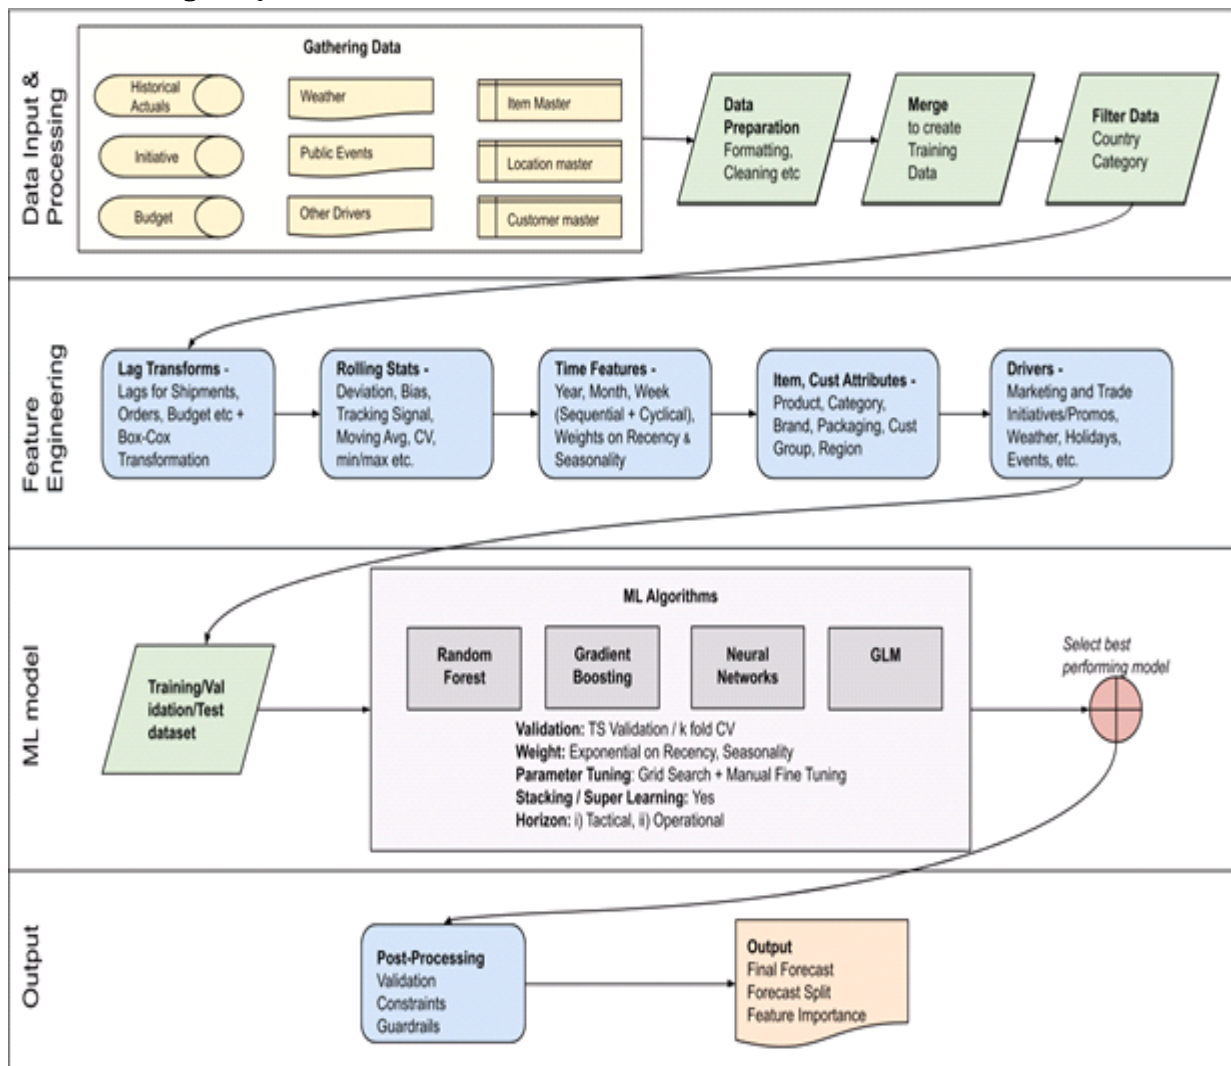 Data Input &
Processing
Gathering Data
Historical
Actuals
Weather
Item Master
Initiative
Public Events
Location master
Budget
Other Drivers
Customer master
Data
Preparation
Formatting,
Cleaning etc
Merge
to create
Training
Data
Filter Data
Country
Category
Feature
Engineering
Lag Transforms -
Lags for Shipments,
Orders, Budget etc +
Box-Cox
Transformation
Rolling Stats -
Deviation, Bias,
Tracking Signal,
Moving Avg, CV,
min/max etc.
Time Features -
Year, Month, Week
(Sequential + Cyclical),
Weights on Recency &
Seasonality
Item, Cust Attributes -
Product, Category,
Brand, Packaging, Cust
Group, Region
Drivers -
Marketing and Trade
Initiatives/Promos,
Weather, Holidays,
Events, etc.
ML model
Training/Val
idation/Test
dataset
ML Algorithms
Random
Forest
Gradient
Boosting
Neural
Networks
GLM
Validation: TS Validation / k fold CV
Weight: Exponential on Recency, Seasonality
Parameter Tuning: Grid Search + Manual Fine Tuning
Stacking / Super Learning: Yes
Horizon: i) Tactical, ii) Operational
Select best
performing model
Output
Post-Processing
Validation
Constraints
Guardrails
Output
Final Forecast
Forecast Split
Feature Importance